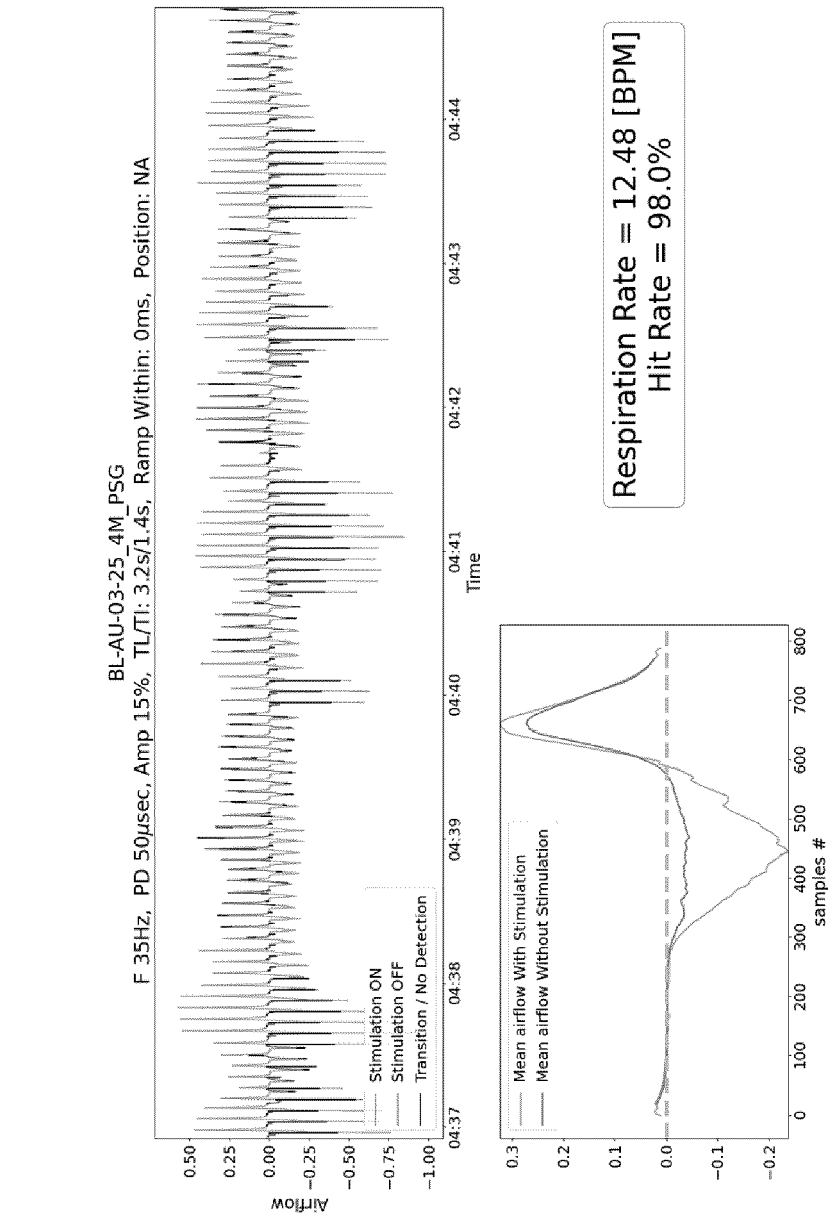 BL-AU-03-25_4M_PSG
F 35Hz, PD 50μsec, Amp 15%, TL/TI: 3.2s/1.4s, Ramp Within: 0ms, Position: NA
Airflow
0.50
0.25
0.00
−0.25
−0.50
−0.75
−1.00
Stimulation ON
Stimulation OFF
Transition / No Detection
04:37
04:38
04:39
04:40
04:41
04:42
04:43
04:44
Time
0.3
0.2
0.1
0.0
−0.1
−0.2
Mean airflow With Stimulation
Mean airflow Without Stimulation
0
100
200
300
400
500
600
700
800
samples #
Respiration Rate = 12.48 [BPM]
Hit Rate = 98.0%